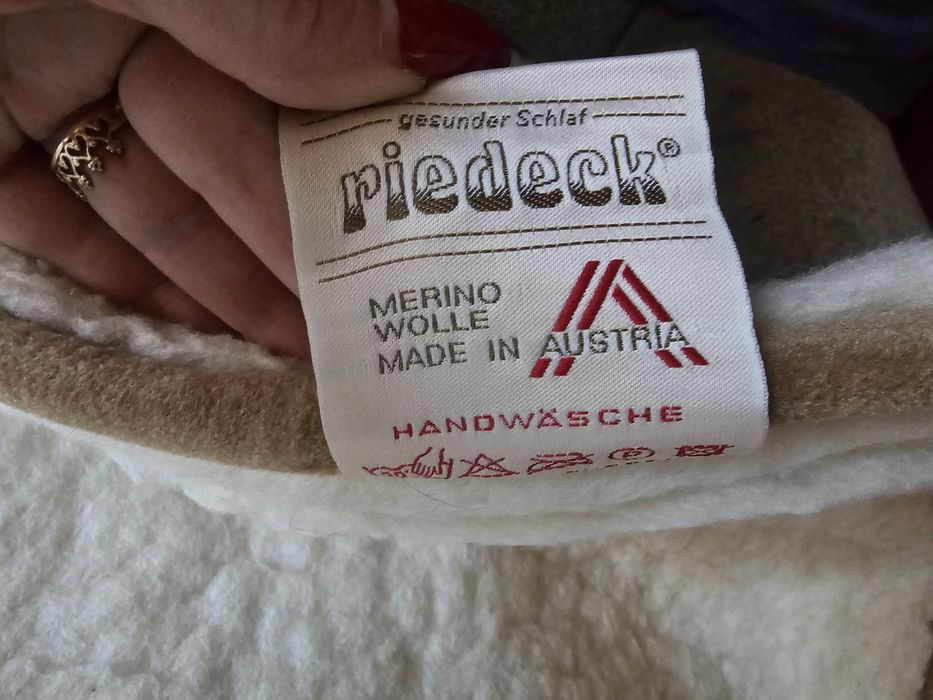 gesunder Schlaf
riedeck®
MERINO
WOLLE
MADE IN AUSTRIA
HANDWÄSCHE
P